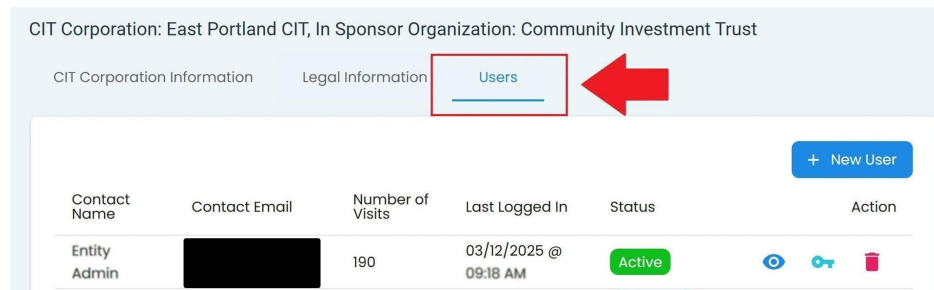 CIT Corporation: East Portland CIT, In Sponsor Organization: Community Investment Trust
CIT Corporation Information Legal Information Users
+ New User
Contact Name Contact Email Number of Visits Last Logged In Status Action
Entity Admin 190 03/12/2025 @ 09:18 AM Active